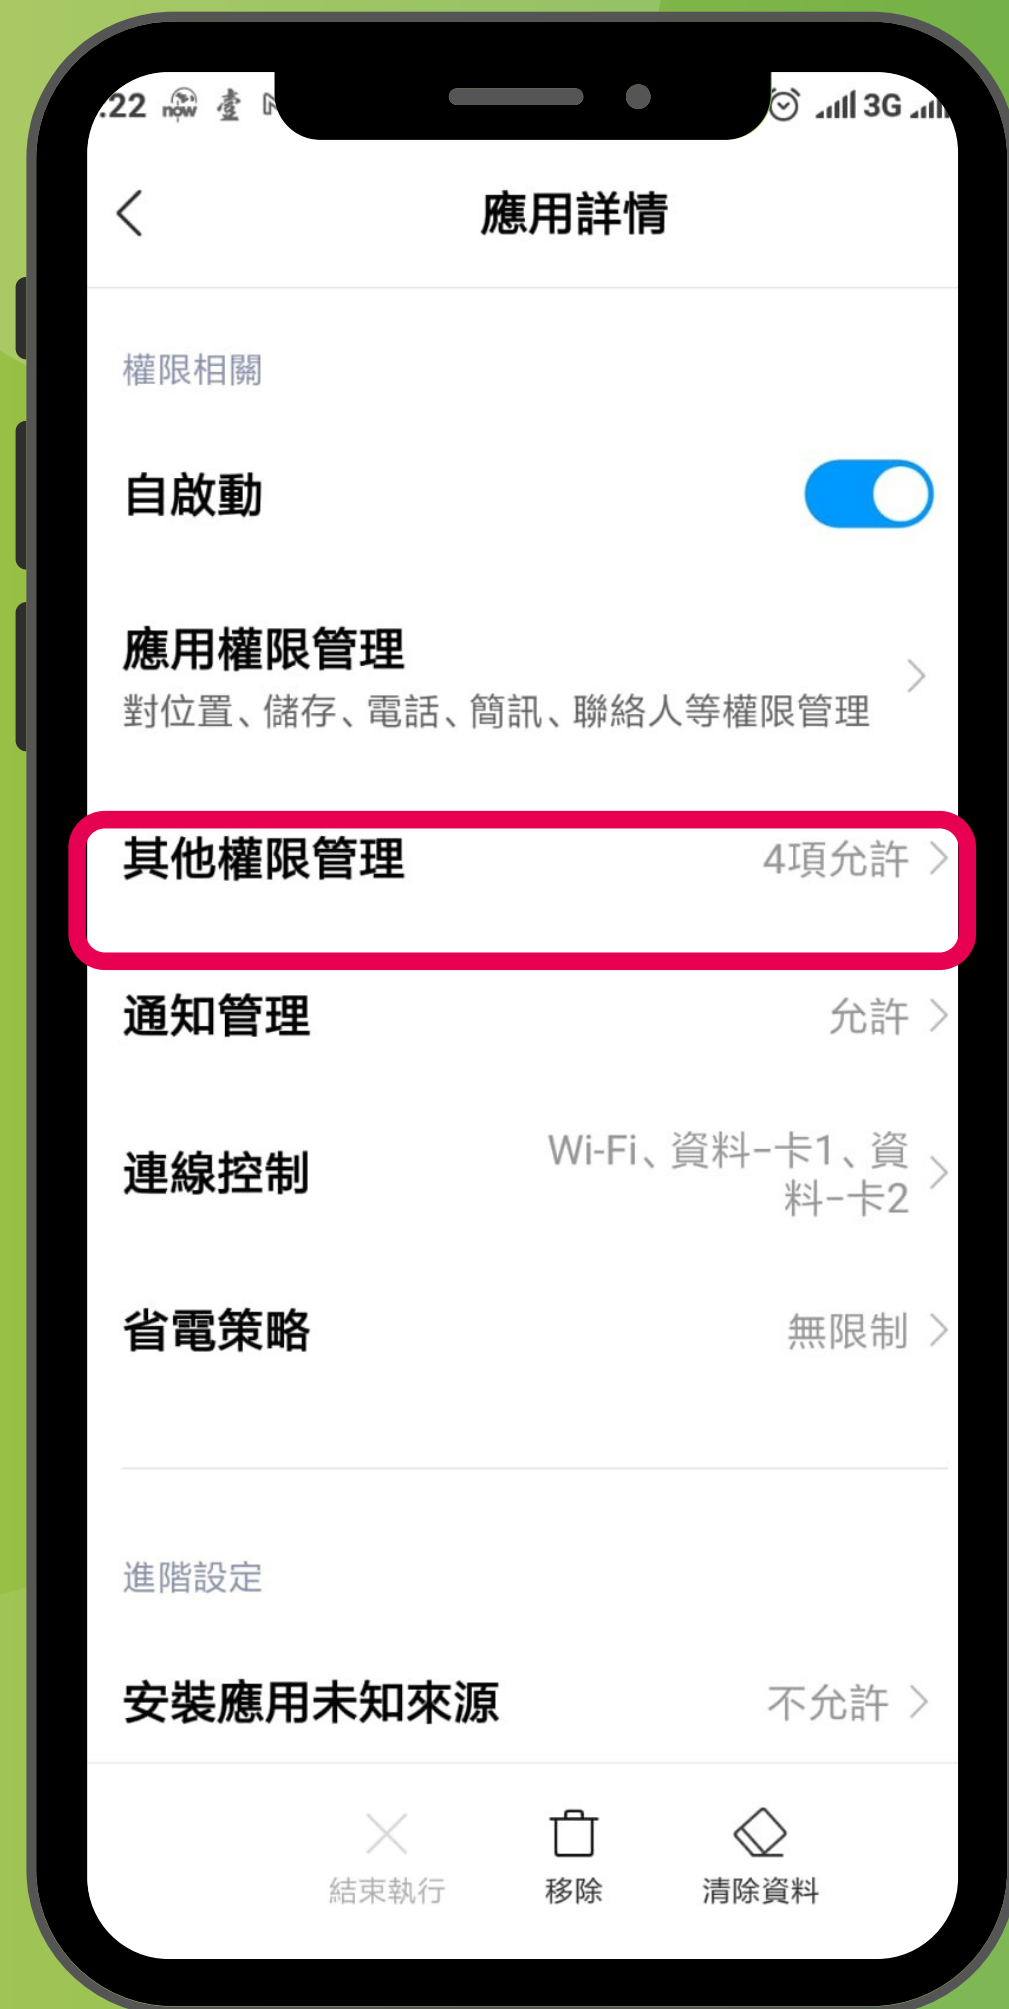 :22 now 壹
3G
應用詳情
權限相關
自啟動
應用權限管理
對位置、儲存、電話、簡訊、聯絡人等權限管理
其他權限管理 4項允許
通知管理 允許
連線控制 Wi-Fi、資料-卡1、資
料-卡2
省電策略 無限制
進階設定
安裝應用未知來源 不允許
結束執行 移除 清除資料